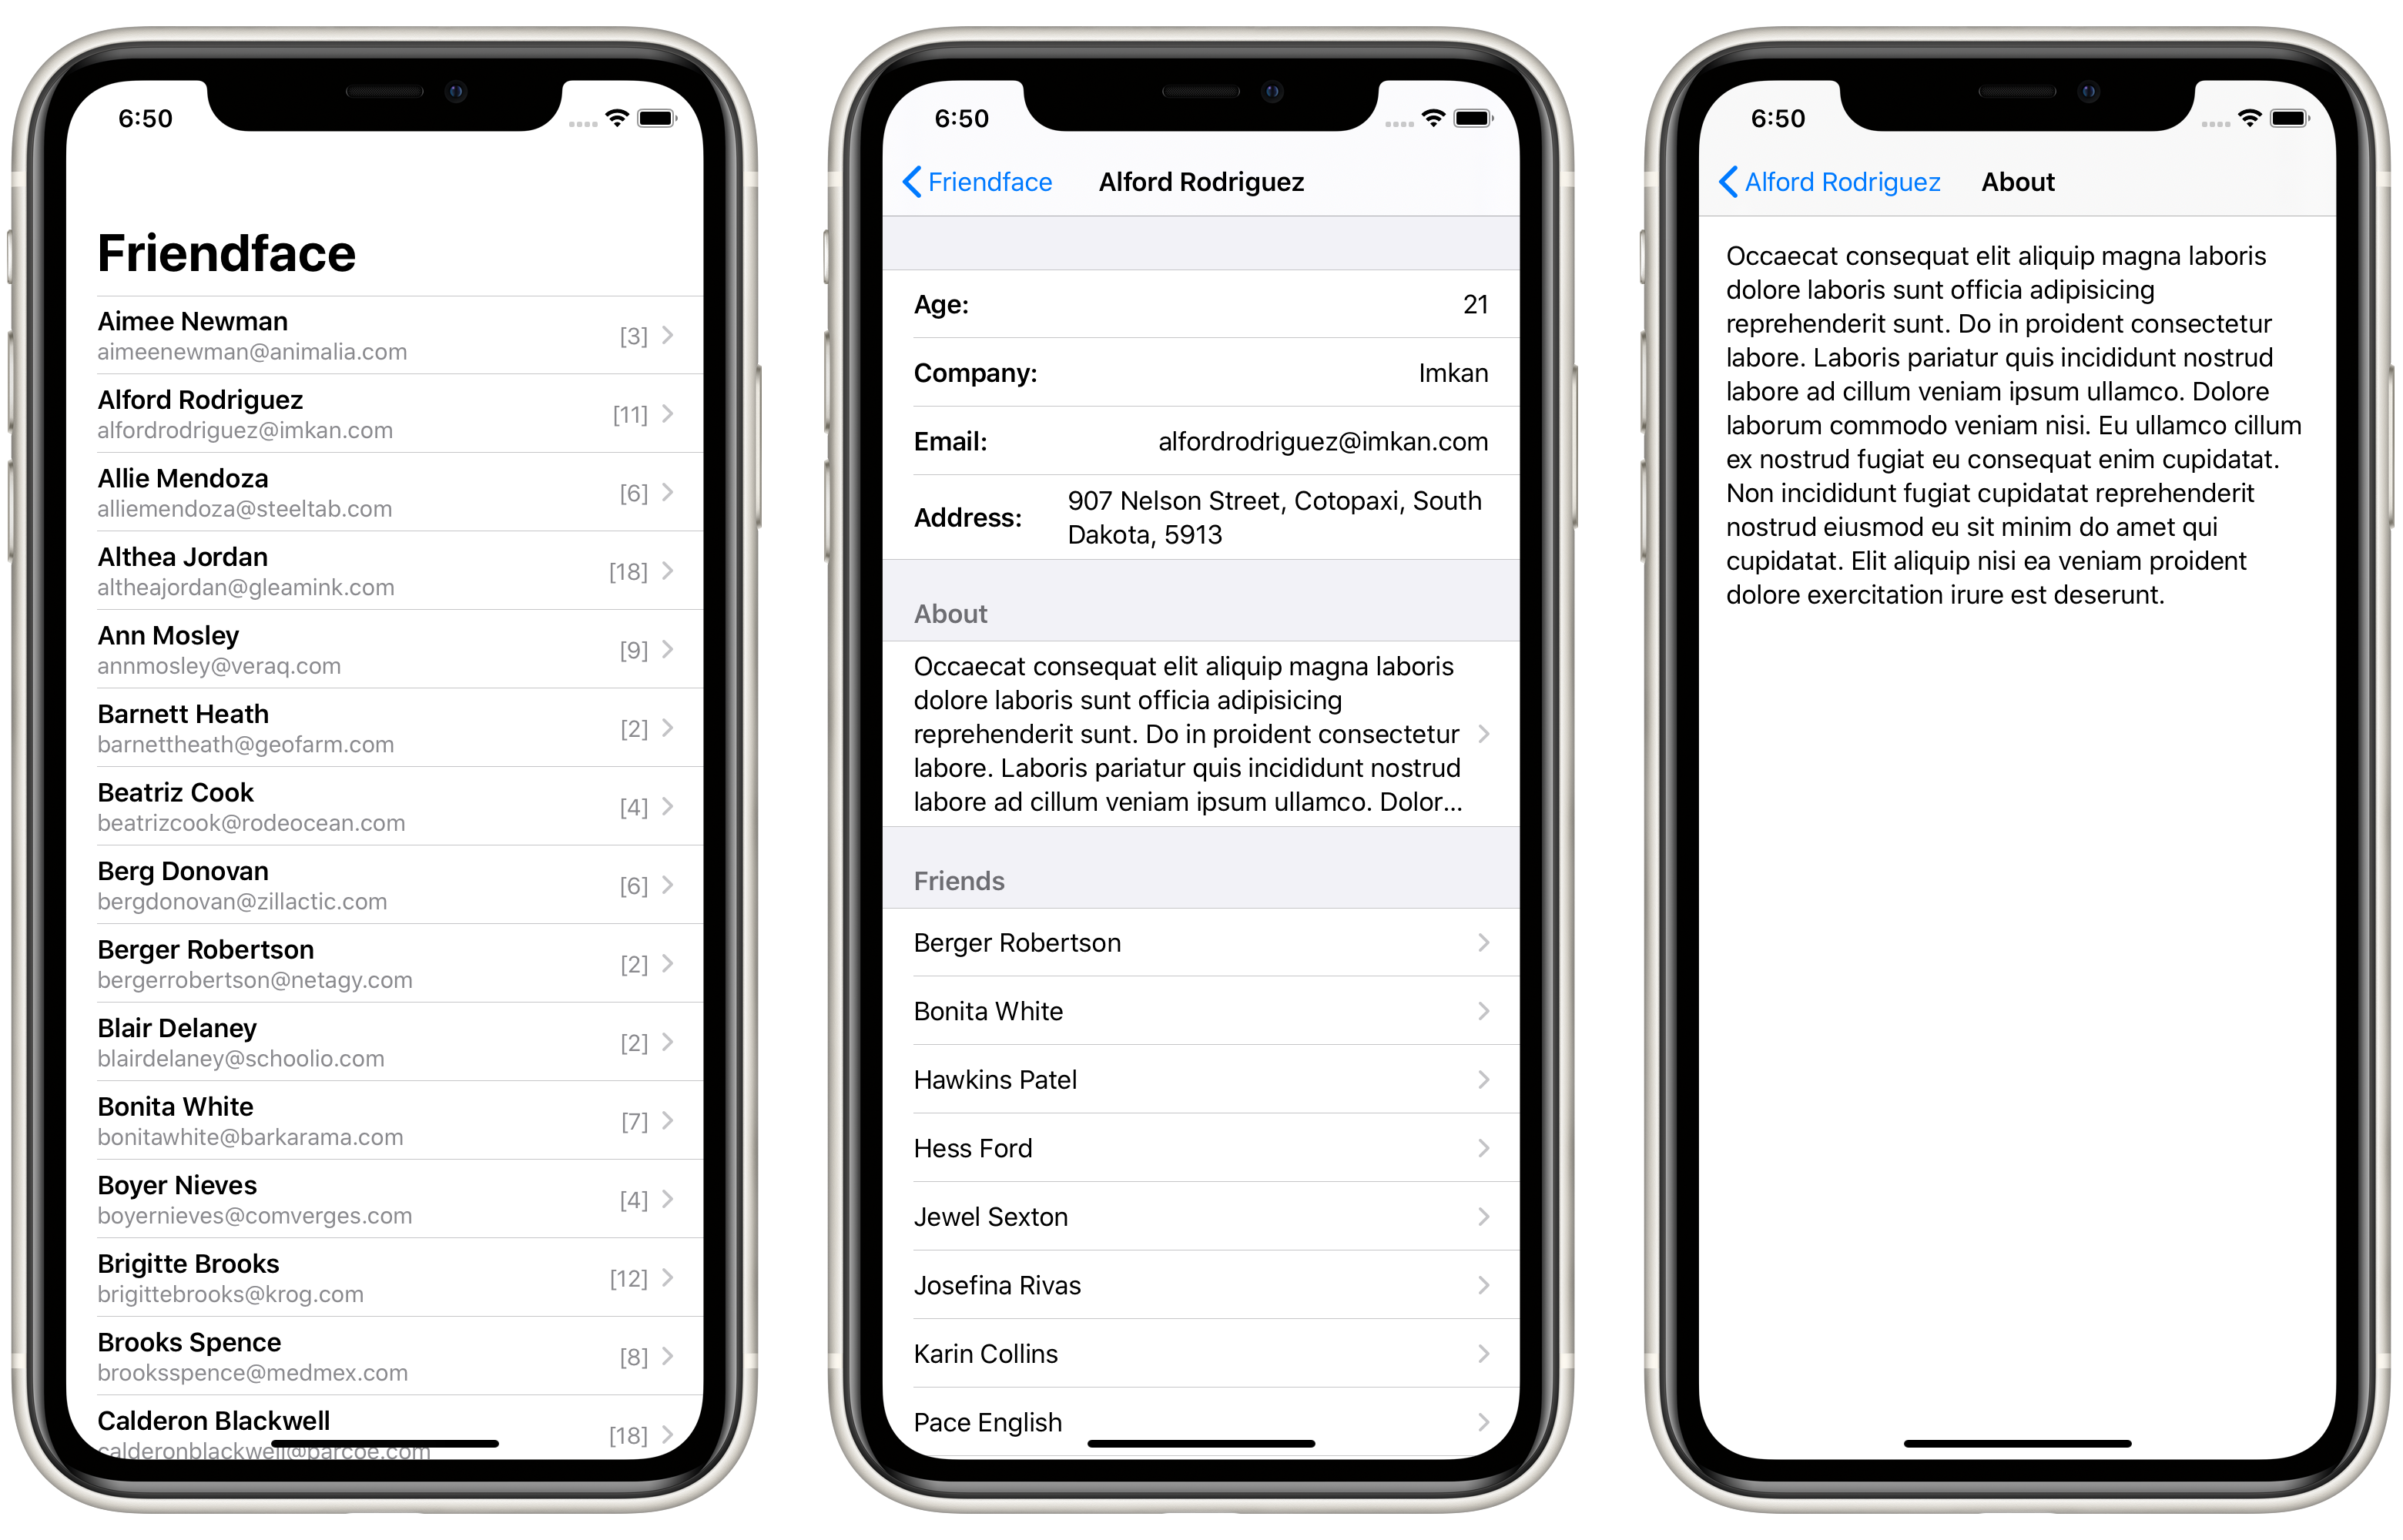 6:50
Friendface
Aimee Newman
aimeenewman@animalia.com
[3]
Alford Rodriguez
alfordrodriguez@imkan.com
[11]
Allie Mendoza
alliemendoza@steeltab.com
[6]
Althea Jordan
altheajordan@gleamink.com
[18]
Ann Mosley
annmosley@veraq.com
[9]
Barnett Heath
barnettheath@geofarm.com
[2]
Beatriz Cook
beatrizcook@rodeocean.com
[4]
Berg Donovan
bergdonovan@zillactic.com
[6]
Berger Robertson
bergerrobertson@netagy.com
[2]
Blair Delaney
blairdelaney@schoolio.com
[2]
Bonita White
bonitawhite@barkarama.com
[7]
Boyer Nieves
boyernieves@comverges.com
[4]
Brigitte Brooks
brigittebrooks@krog.com
[12]
Brooks Spence
brooksspence@medmex.com
[8]
Calderon Blackwell
calderonblackwell@barcoe.com
[18]
6:50
Friendface
Alford Rodriguez
Age: 21
Company: Imkan
Email: alfordrodriguez@imkan.com
Address: 907 Nelson Street, Cotopaxi, South
Dakota, 5913
About
Occaecat consequat elit aliquip magna laboris
dolore laboris sunt officia adipisicing
reprehenderit sunt. Do in proident consectetur
labore. Laboris pariatur quis incididunt nostrud
labore ad cillum veniam ipsum ullamco. Dolor...
Friends
Berger Robertson
Bonita White
Hawkins Patel
Hess Ford
Jewel Sexton
Josefina Rivas
Karin Collins
Pace English
6:50
Alford Rodriguez
About
Occaecat consequat elit aliquip magna laboris
dolore laboris sunt officia adipisicing
reprehenderit sunt. Do in proident consectetur
labore. Laboris pariatur quis incididunt nostrud
labore ad cillum veniam ipsum ullamco. Dolore
laborum commodo veniam nisi. Eu ullamco cillum
ex nostrud fugiat eu consequat enim cupidatat.
Non incididunt fugiat cupidatat reprehenderit
nostrud eiusmod eu sit minim do amet qui
cupidatat. Elit aliquip nisi ea veniam proident
dolore exercitation irure est deserunt.